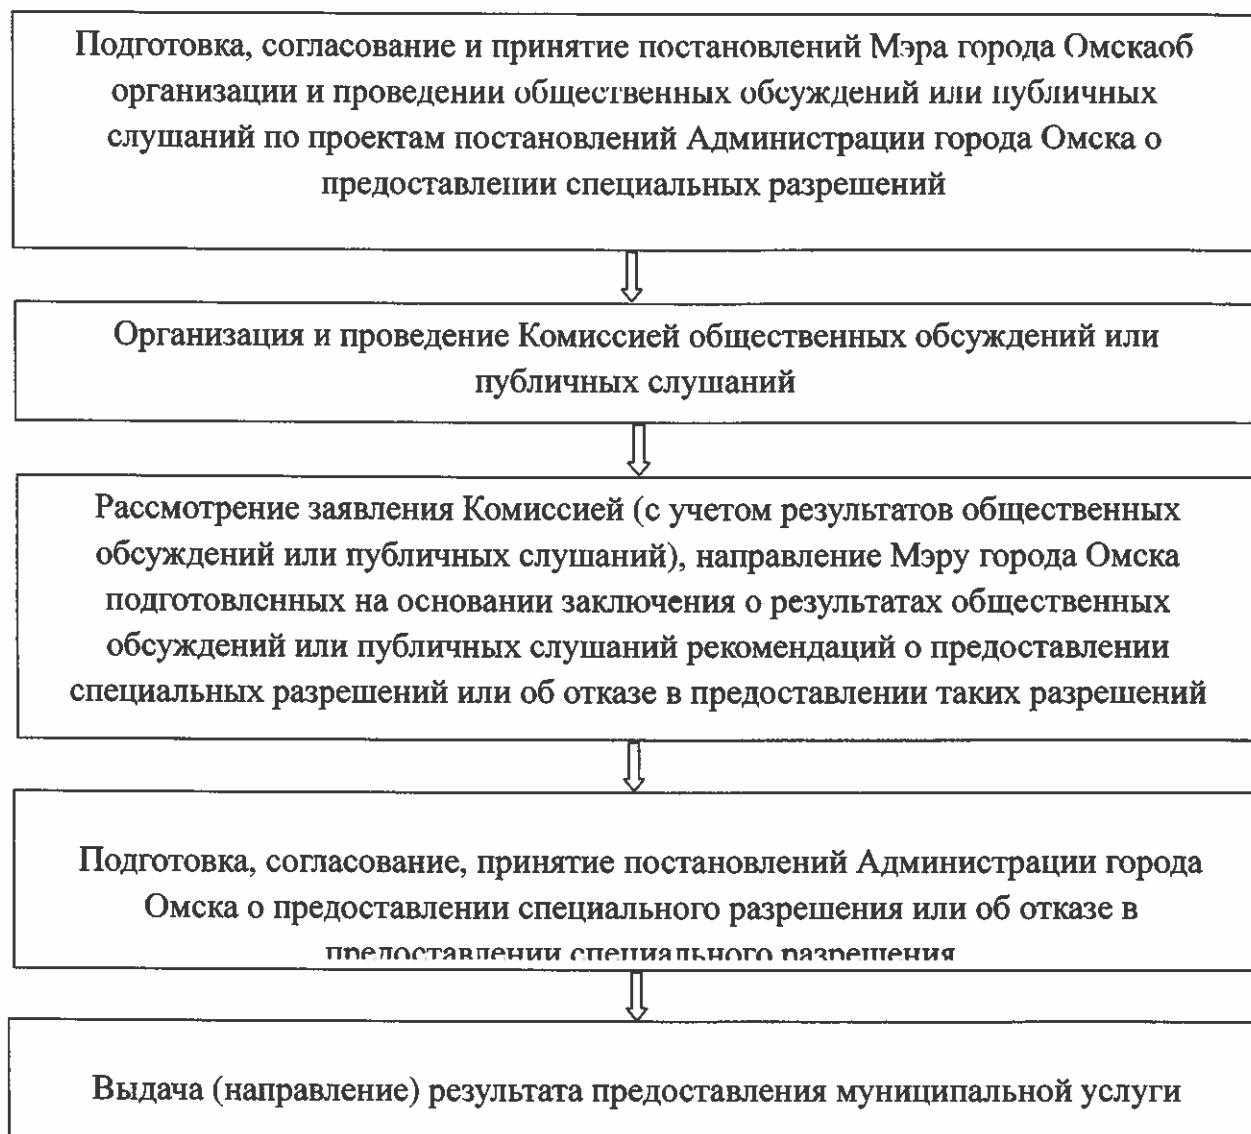 Подготовка, согласование и принятие постановлений Мэра города Омскаоб
организации и проведении общественных обсуждений или публичных
слушаний по проектам постановлений Администрации города Омска о
предоставлении специальных разрешений
Организация и проведение Комиссией общественных обсуждений или
публичных слушаний
Рассмотрение заявления Комиссией (с учетом результатов общественных
обсуждений или публичных слушаний), направление Мэру города Омска
подготовленных на основании заключения о результатах общественных
обсуждений или публичных слушаний рекомендаций о предоставлении
специальных разрешений или об отказе в предоставлении таких разрешений
Подготовка, согласование, принятие постановлений Администрации города
Омска о предоставлении специального разрешения или об отказе в
предоставлении специального разрешения
Выдача (направление) результата предоставления муниципальной услуги